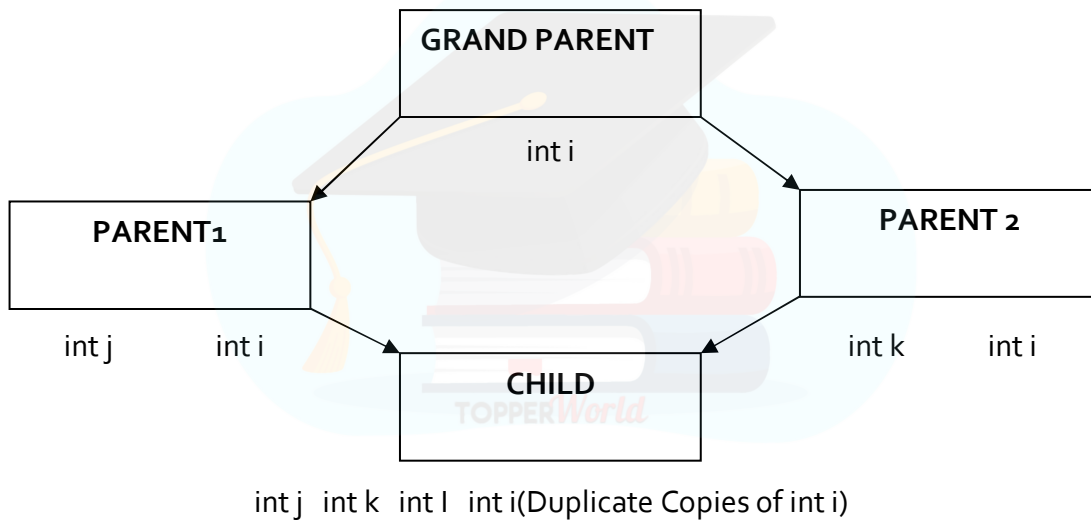 GRAND PARENT
int i
PARENT1
PARENT 2
int j int i
int k int i
CHILD
TOPPERWorld
int j int k int I int i(Duplicate Copies of int i)